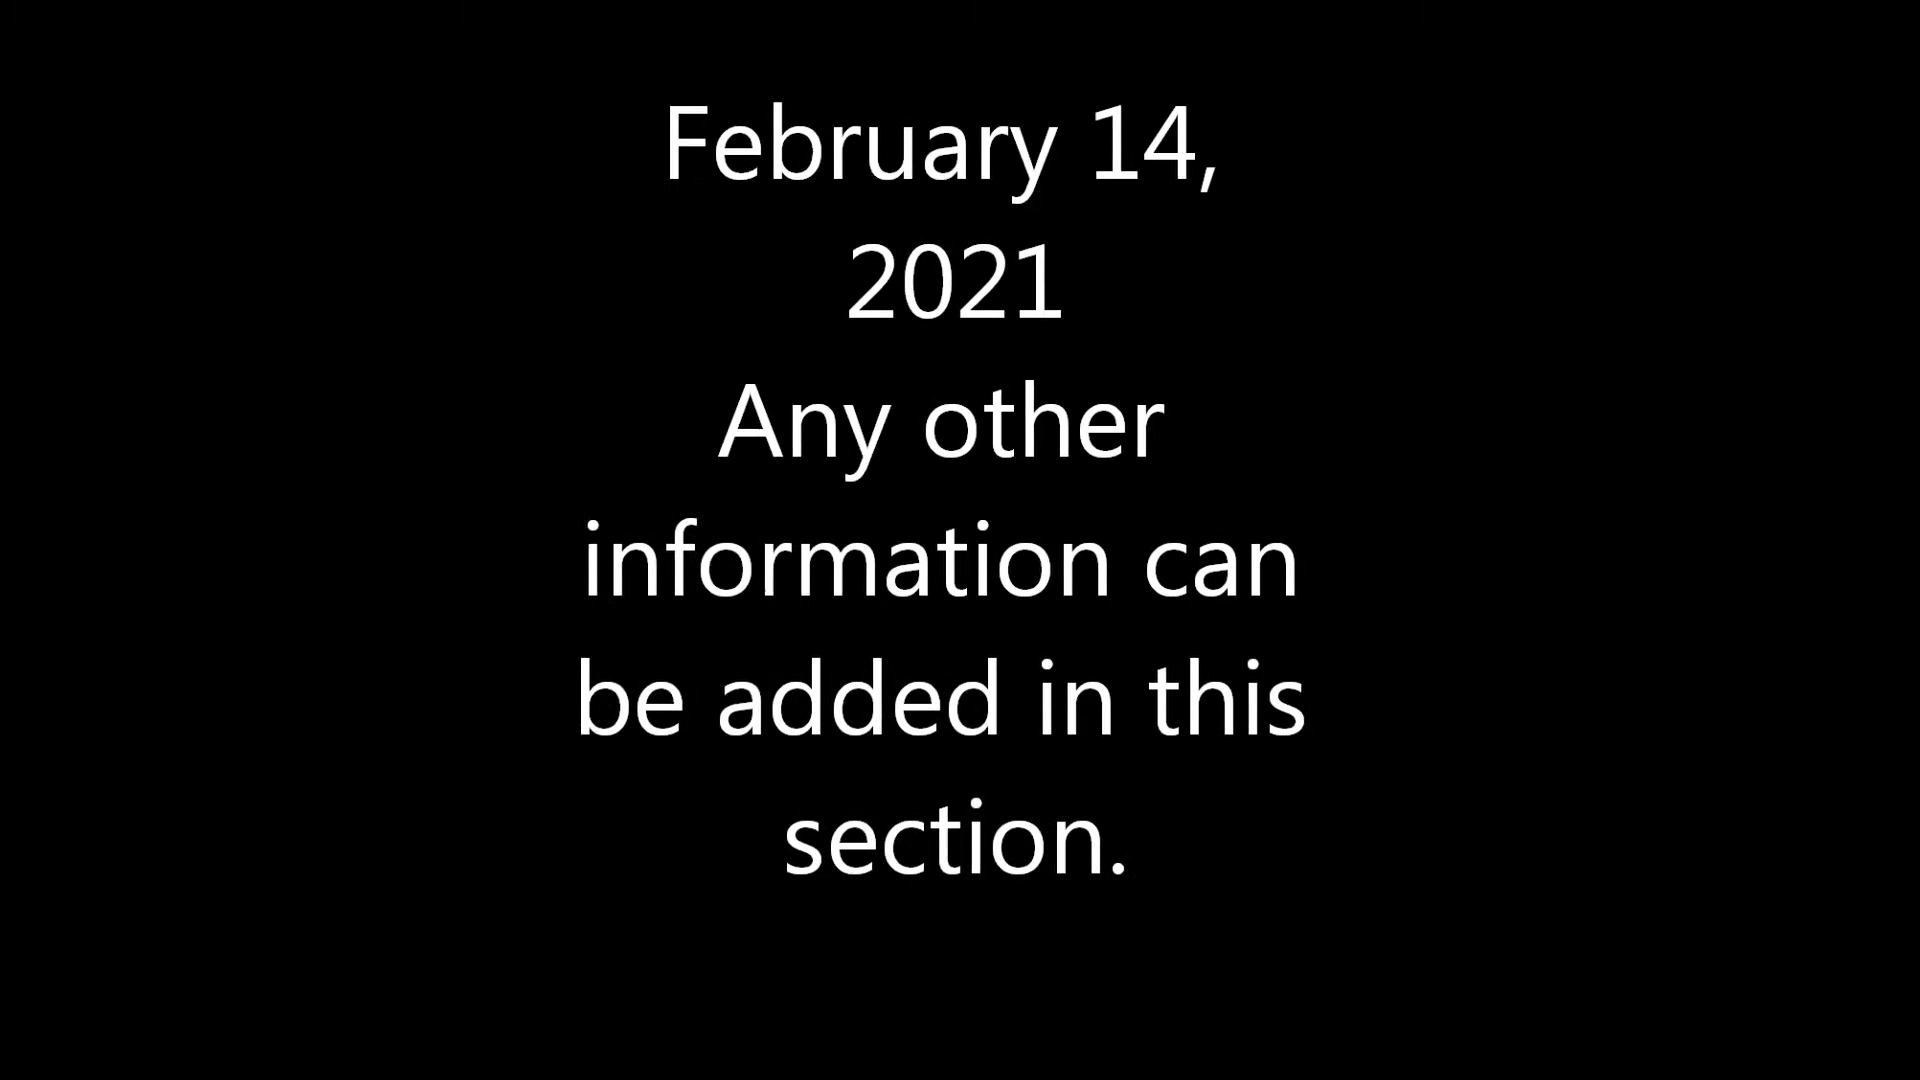 February 14,
2021
Any other
information can
be added in this
section.